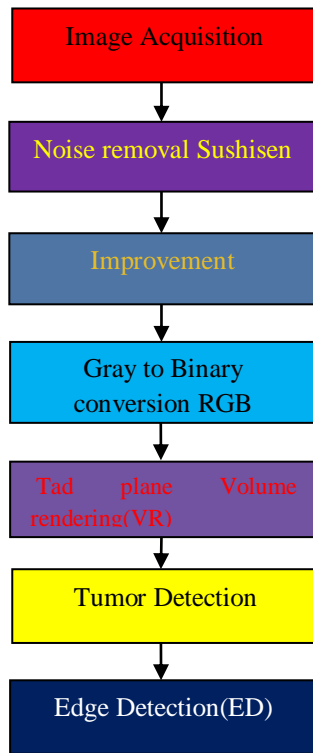 Image Acquisition
Noise removal Sushisen
Improvement
Gray to Binary
conversion RGB
Tad plane Volume
rendering(VR)
Tumor Detection
Edge Detection(ED)